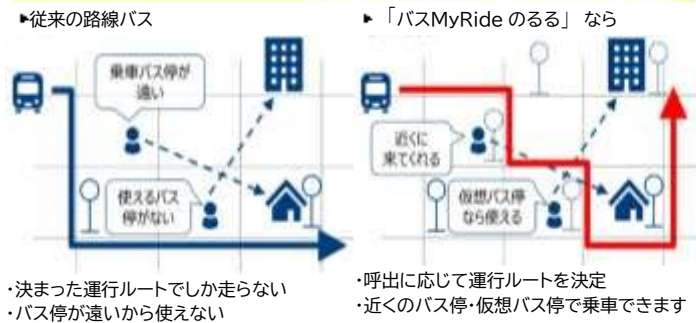 ▶従来の路線バス
乗車バス停が
遠い
使えるバス
停がない
・決まった運行ルートでしか走らない
・バス停が遠いから使えない
▶ 「バスMyRide のるる」 なら
近くに
来てくれる
仮想バス停
なら使える
・呼出に応じて運行ルートを決定
・近くのバス停・仮想バス停で乗車できます